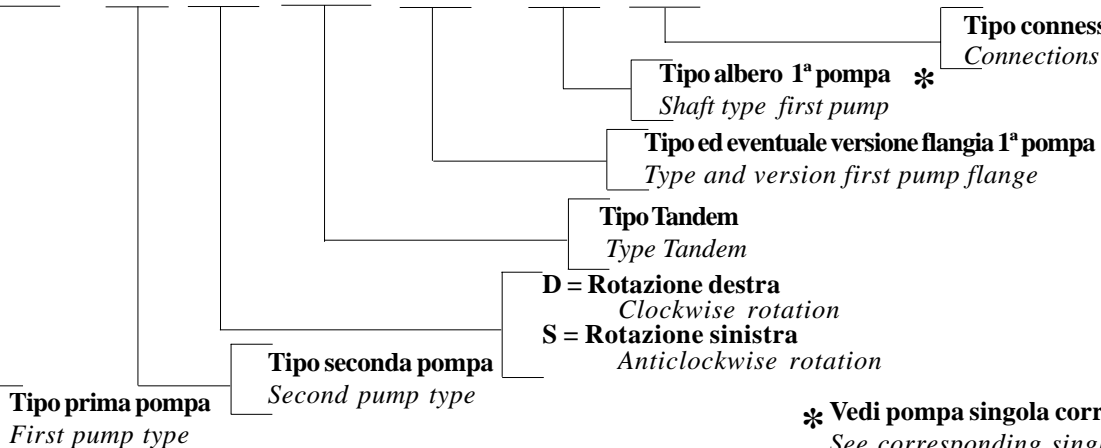 Tipo conness
Connections
Tipo albero 1ª pompa *
Shaft type first pump
Tipo ed eventuale versione flangia 1ª pompa
Type and version first pump flange
Tipo Tandem
Type Tandem
D = Rotazione destra
Clockwise rotation
S = Rotazione sinistra
Anticlockwise rotation
Tipo seconda pompa
Second pump type
Tipo prima pompa
First pump type
* Vedi pompa singola corr
See corresponding sing